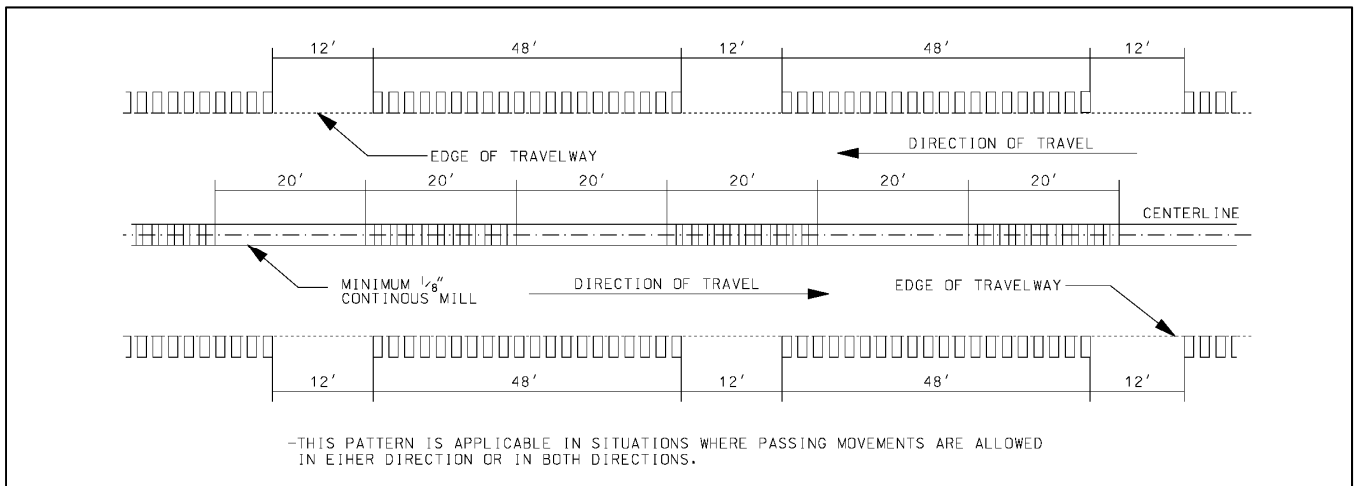 12' 48' 12' 48' 12'
EDGE OF TRAVELWAY
DIRECTION OF TRAVEL
20' 20' 20' 20' 20' 20'
CENTERLINE
MINIMUM 1/8"
CONTINOUS MILL
DIRECTION OF TRAVEL
EDGE OF TRAVELWAY
12' 48' 12' 48' 12'
-THIS PATTERN IS APPLICABLE IN SITUATIONS WHERE PASSING MOVEMENTS ARE ALLOWED
IN EIHER DIRECTION OR IN BOTH DIRECTIONS.